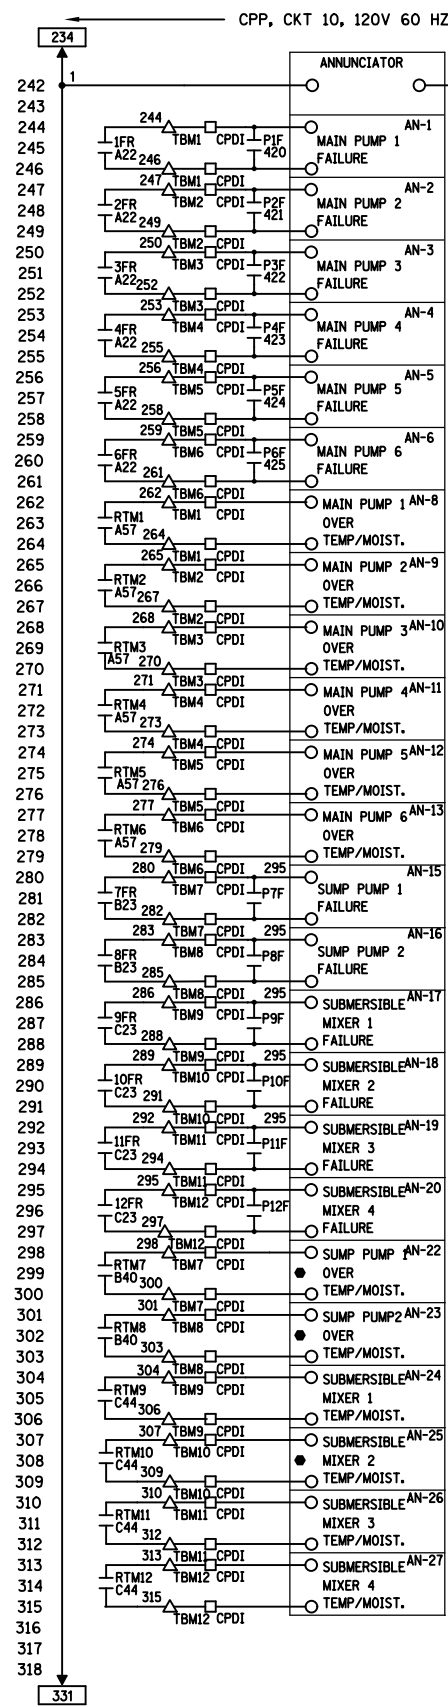 CPP, CKT 10, 120V 60 HZ
234
1
ANNUNCIATOR
242
243
244 244 TBM1 CPDI AN-1
245 1FR A22 P1F 420 MAIN PUMP 1 FAILURE
246 246 TBM1 CPDI
247 247 TBM2 CPDI AN-2
248 2FR A22 P2F 421 MAIN PUMP 2 FAILURE
249 249 TBM2 CPDI
250 250 TBM3 CPDI AN-3
251 3FR A22 P3F 422 MAIN PUMP 3 FAILURE
252 252 TBM3 CPDI
253 253 TBM4 CPDI AN-4
254 4FR A22 P4F 423 MAIN PUMP 4 FAILURE
255 255 TBM4 CPDI
256 256 TBM5 CPDI AN-5
257 5FR A22 P5F 424 MAIN PUMP 5 FAILURE
258 258 TBM5 CPDI
259 259 TBM6 CPDI AN-6
260 6FR A22 P6F 425 MAIN PUMP 6 FAILURE
261 261 TBM6 CPDI
262 262 TBM1 CPDI MAIN PUMP 1 AN-8
263 RTM1 A57 OVER
264 264 TBM1 CPDI TEMP/MOIST.
265 265 TBM2 CPDI MAIN PUMP 2 AN-9
266 RTM2 A57 OVER
267 267 TBM2 CPDI TEMP/MOIST.
268 268 TBM3 CPDI MAIN PUMP 3 AN-10
269 RTM3 A57 OVER
270 270 TBM3 CPDI TEMP/MOIST.
271 271 TBM4 CPDI MAIN PUMP 4 AN-11
272 RTM4 A57 OVER
273 273 TBM4 CPDI TEMP/MOIST.
274 274 TBM5 CPDI MAIN PUMP 5 AN-12
275 RTM5 A57 OVER
276 276 TBM5 CPDI TEMP/MOIST.
277 277 TBM6 CPDI MAIN PUMP 6 AN-13
278 RTM6 A57 OVER
279 279 TBM6 CPDI TEMP/MOIST.
280 280 TBM7 CPDI 295 AN-15
281 7FR B23 P7F SUMP PUMP 1 FAILURE
282 282 TBM7 CPDI
283 283 TBM8 CPDI 295 AN-16
284 8FR B23 P8F SUMP PUMP 2 FAILURE
285 285 TBM8 CPDI
286 286 TBM9 CPDI 295 SUBMERSIBLE AN-17
287 9FR C23 P9F MIXER 1
288 288 TBM9 CPDI FAILURE
289 289 TBM10 CPDI 295 SUBMERSIBLE AN-18
290 10FR C23 P10F MIXER 2
291 291 TBM10 CPDI FAILURE
292 292 TBM11 CPDI 295 SUBMERSIBLE AN-19
293 11FR C23 P11F MIXER 3
294 294 TBM11 CPDI FAILURE
295 295 TBM12 CPDI SUBMERSIBLE AN-20
296 12FR C23 P12F MIXER 4
297 297 TBM12 CPDI FAILURE
298 298 TBM7 CPDI SUMP PUMP 1 AN-22
299 RTM7 B40 OVER
300 300 TBM7 CPDI TEMP/MOIST.
301 301 TBM8 CPDI SUMP PUMP2 AN-23
302 RTM8 B40 OVER
303 303 TBM8 CPDI TEMP/MOIST.
304 304 TBM9 CPDI SUBMERSIBLE AN-24
305 RTM9 C44 MIXER 1
306 306 TBM9 CPDI TEMP/MOIST.
307 307 TBM10 CPDI SUBMERSIBLE AN-25
308 RTM10 C44 MIXER 2
309 309 TBM10 CPDI TEMP/MOIST.
310 310 TBM11 CPDI SUBMERSIBLE AN-26
311 RTM11 C44 MIXER 3
312 312 TBM11 CPDI TEMP/MOIST.
313 313 TBM12 CPDI SUBMERSIBLE AN-27
314 RTM12 C44 MIXER 4
315 315 TBM12 CPDI TEMP/MOIST.
316
317
318
331